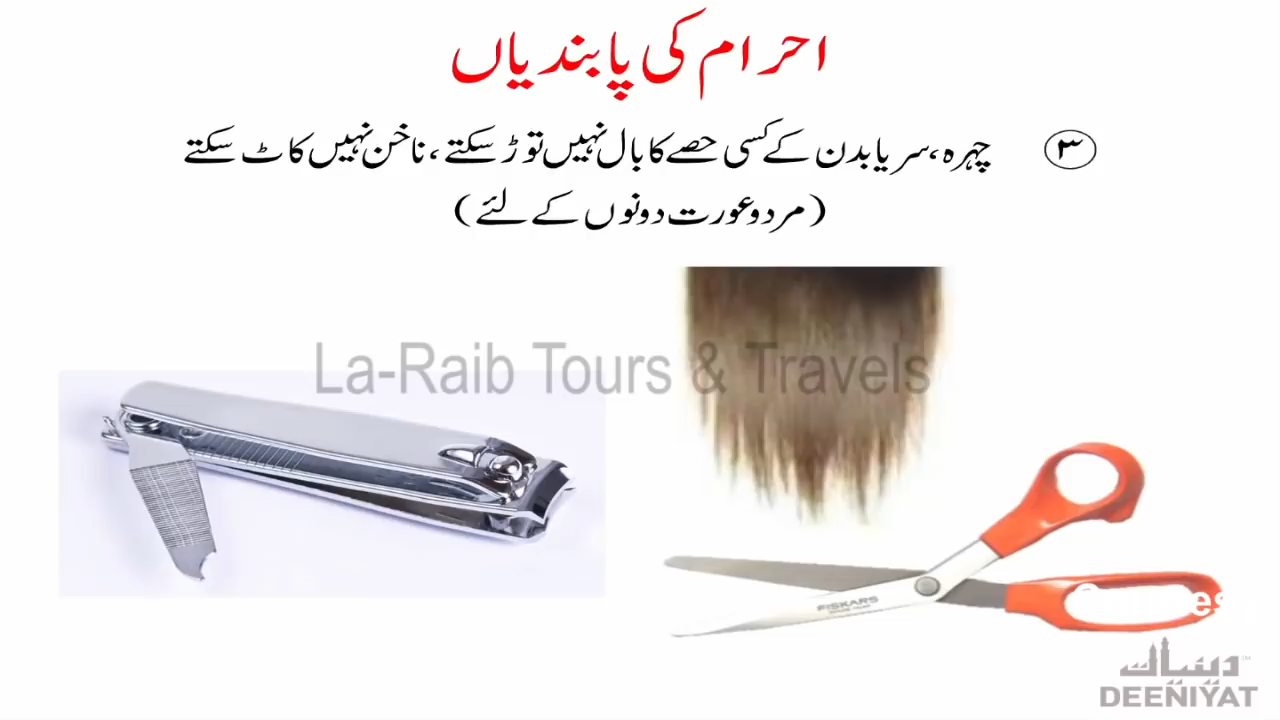 احرام کی پابندیاں
۳ چہرہ، سر یا بدن کے کسی حصے کا بال نہیں توڑ سکتے، ناخن نہیں کاٹ سکتے
(مرد و عورت دونوں کے لئے)
La-Raib Tours & Travels
FISKARS
دینیات
DEENIYAT